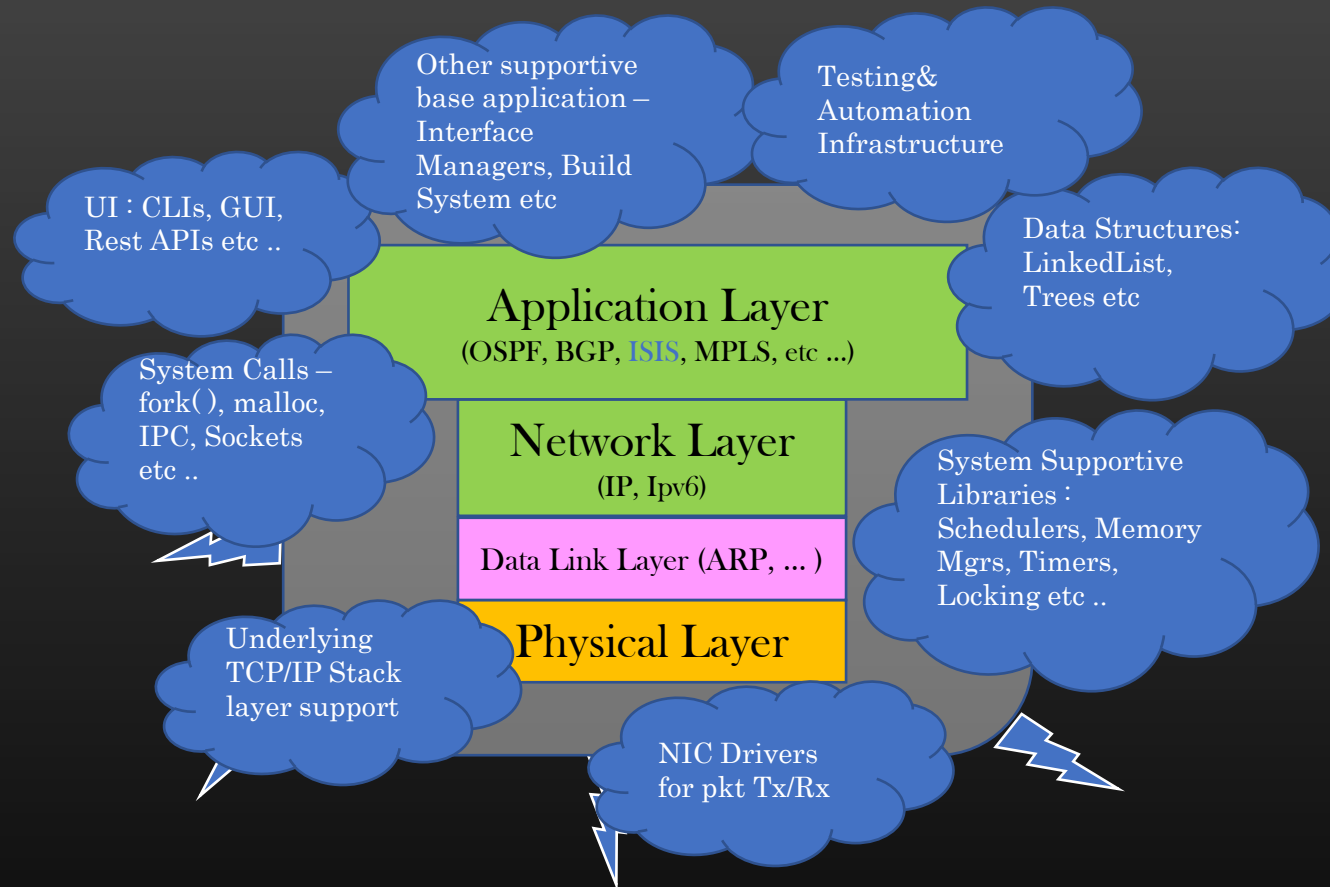 Other supportive
base application –
Interface
Managers, Build
System etc
Testing&
Automation
Infrastructure
UI : CLIs, GUI,
Rest APIs etc ..
Data Structures:
LinkedList,
Trees etc
Application Layer
(OSPF, BGP, ISIS, MPLS, etc ...)
System Calls –
fork( ), malloc,
IPC, Sockets
etc ..
Network Layer
(IP, Ipv6)
System Supportive
Libraries :
Schedulers, Memory
Mgrs, Timers,
Locking etc ..
Data Link Layer (ARP, ... )
Physical Layer
Underlying
TCP/IP Stack
layer support
NIC Drivers
for pkt Tx/Rx